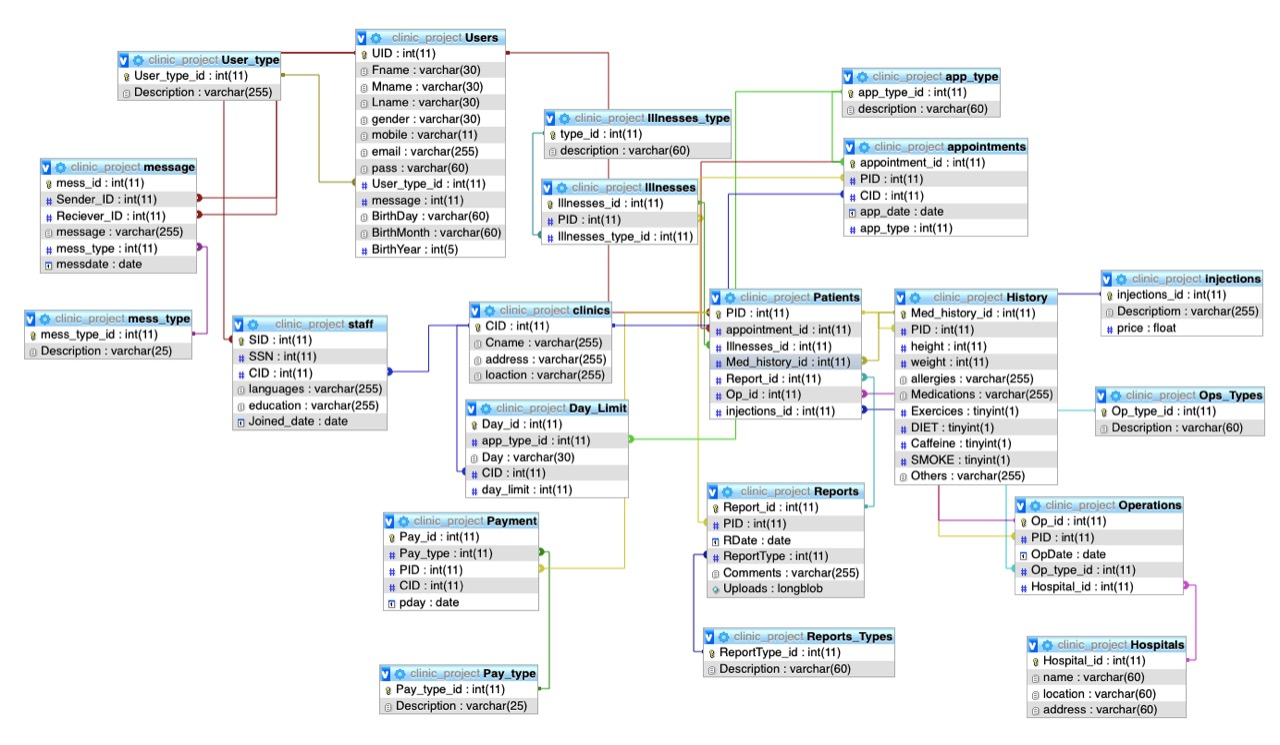 clinic_project Users
UID : int(11)
Fname : varchar(30)
Mname : varchar(30)
Lname : varchar(30)
gender : varchar(30)
mobile : varchar(11)
email : varchar(255)
pass : varchar(60)
User_type_id : int(11)
message : int(11)
BirthDay : varchar(60)
BirthMonth : varchar(60)
BirthYear : int(5)
clinic_project User_type
User_type_id : int(11)
Description : varchar(255)
clinic_project message
mess_id : int(11)
Sender_ID : int(11)
Reciever_ID : int(11)
message : varchar(255)
mess_type : int(11)
messdate : date
clinic_project mess_type
mess_type_id : int(11)
Description : varchar(25)
clinic_project staff
SID : int(11)
SSN : int(11)
CID : int(11)
languages : varchar(255)
education : varchar(255)
Joined_date : date
clinic_project clinics
CID : int(11)
Cname : varchar(255)
address : varchar(255)
loaction : varchar(255)
clinic_project Day_Limit
Day_id : int(11)
app_type_id : int(11)
Day : varchar(30)
CID : int(11)
day_limit : int(11)
clinic_project Payment
Pay_id : int(11)
Pay_type : int(11)
PID : int(11)
CID : int(11)
pday : date
clinic_project Pay_type
Pay_type_id : int(11)
Description : varchar(25)
clinic_project Illnesses_type
type_id : int(11)
description : varchar(60)
clinic_project Illnesses
Illnesses_id : int(11)
PID : int(11)
Illnesses_type_id : int(11)
clinic_project app_type
app_type_id : int(11)
description : varchar(60)
clinic_project appointments
appointment_id : int(11)
PID : int(11)
CID : int(11)
app_date : date
app_type : int(11)
clinic_project Patients
PID : int(11)
appointment_id : int(11)
Illnesses_id : int(11)
Med_history_id : int(11)
Report_id : int(11)
Op_id : int(11)
injections_id : int(11)
clinic_project History
Med_history_id : int(11)
PID : int(11)
height : int(11)
weight : int(11)
allergies : varchar(255)
Medications : varchar(255)
Exercices : tinyint(1)
DIET : tinyint(1)
Caffeine : tinyint(1)
SMOKE : tinyint(1)
Others : varchar(255)
clinic_project injections
injections_id : int(11)
Descriptiom : varchar(255)
price : float
clinic_project Ops_Types
Op_type_id : int(11)
Description : varchar(60)
clinic_project Reports
Report_id : int(11)
PID : int(11)
RDate : date
ReportType : int(11)
Comments : varchar(255)
Uploads : longblob
clinic_project Reports_Types
ReportType_id : int(11)
Description : varchar(60)
clinic_project Operations
Op_id : int(11)
PID : int(11)
OpDate : date
Op_type_id : int(11)
Hospital_id : int(11)
clinic_project Hospitals
Hospital_id : int(11)
name : varchar(60)
location : varchar(60)
address : varchar(60)